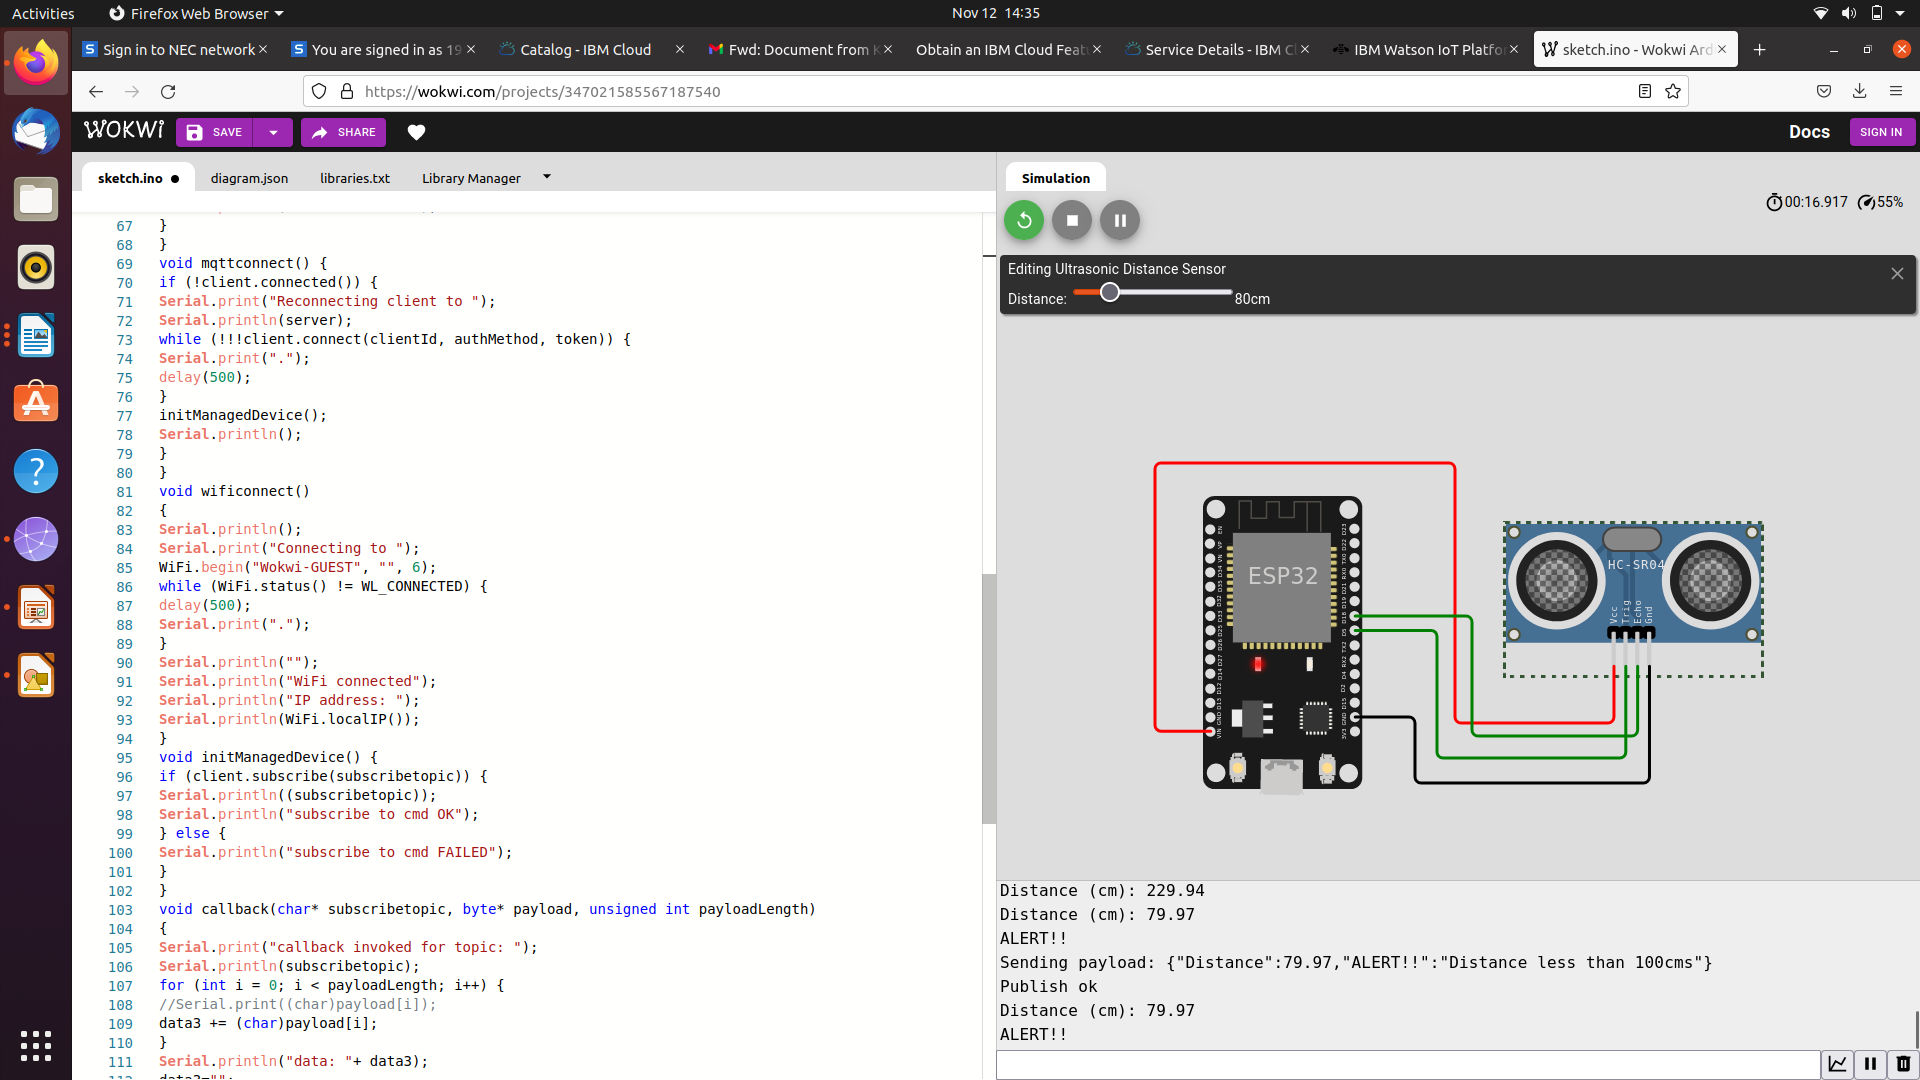 Activities
Firefox Web Browser
Nov 12 14:35
Sign in to NEC network
You are signed in as 19
Catalog - IBM Cloud
Fwd: Document from K
Obtain an IBM Cloud Featu
Service Details - IBM Cl
IBM Watson IoT Platfor
sketch.ino - Wokwi Ard
https://wokwi.com/projects/347021585567187540
WOKWi
SAVE
SHARE
Docs
SIGN IN
sketch.ino
diagram.json
libraries.txt
Library Manager
67 }
68 }
69 void mqttconnect() {
70 if (!client.connected()) {
71 Serial.print("Reconnecting client to ");
72 Serial.println(server);
73 while (!!!client.connect(clientId, authMethod, token)) {
74 Serial.print(".");
75 delay(500);
76 }
77 initManagedDevice();
78 Serial.println();
79 }
80 }
81 void wificonnect()
82 {
83 Serial.println();
84 Serial.print("Connecting to ");
85 WiFi.begin("Wokwi-GUEST", "", 6);
86 while (WiFi.status() != WL_CONNECTED) {
87 delay(500);
88 Serial.print(".");
89 }
90 Serial.println("");
91 Serial.println("WiFi connected");
92 Serial.println("IP address: ");
93 Serial.println(WiFi.localIP());
94 }
95 void initManagedDevice() {
96 if (client.subscribe(subscribetopic)) {
97 Serial.println((subscribetopic));
98 Serial.println("subscribe to cmd OK");
99 } else {
100 Serial.println("subscribe to cmd FAILED");
101 }
102 }
103 void callback(char* subscribetopic, byte* payload, unsigned int payloadLength)
104 {
105 Serial.print("callback invoked for topic: ");
106 Serial.println(subscribetopic);
107 for (int i = 0; i < payloadLength; i++) {
108 //Serial.print((char)payload[i]);
109 data3 += (char)payload[i];
110 }
111 Serial.println("data: "+ data3);
112 data3="";
Simulation
00:16.917
55%
Editing Ultrasonic Distance Sensor
Distance: 80cm
ESP32
HC-SR04
Vcc
Trig
Echo
Gnd
Distance (cm): 229.94
Distance (cm): 79.97
ALERT!!
Sending payload: {"Distance":79.97,"ALERT!!":"Distance less than 100cms"}
Publish ok
Distance (cm): 79.97
ALERT!!